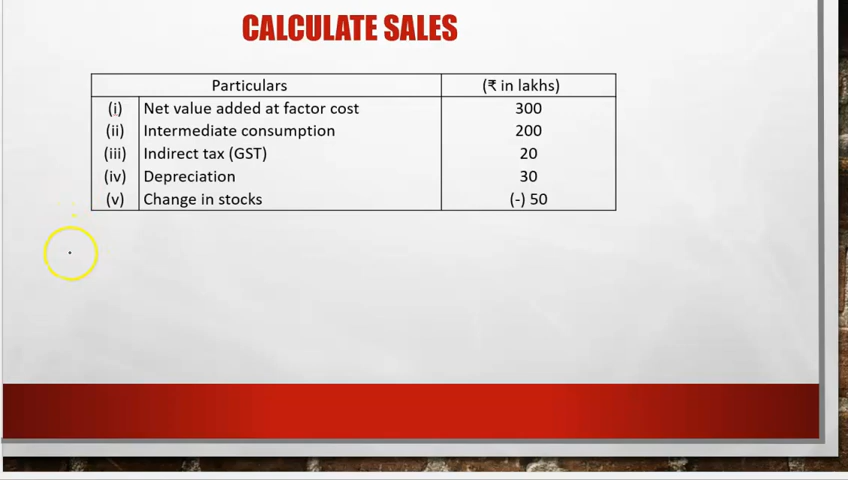 CALCULATE SALES
Particulars (₹ in lakhs)
(i) Net value added at factor cost 300
(ii) Intermediate consumption 200
(iii) Indirect tax (GST) 20
(iv) Depreciation 30
(v) Change in stocks (-) 50